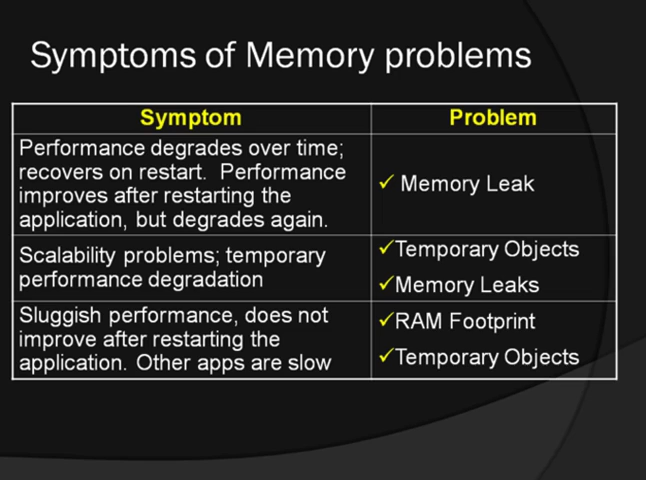 Symptoms of Memory problems
Symptom
Problem
Performance degrades over time;
recovers on restart. Performance
improves after restarting the
application, but degrades again.
✓ Memory Leak
Scalability problems; temporary
performance degradation
✓Temporary Objects
✓Memory Leaks
Sluggish performance, does not
improve after restarting the
application. Other apps are slow
✓RAM Footprint
✓Temporary Objects